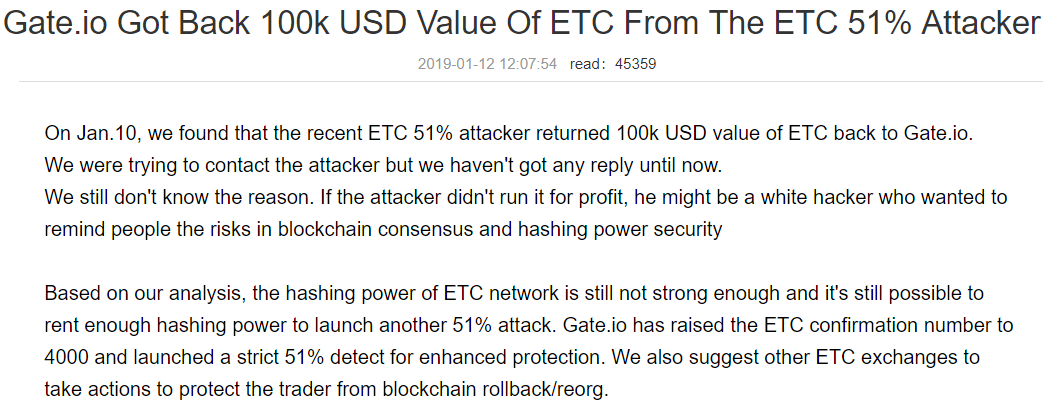 Gate.io Got Back 100k USD Value Of ETC From The ETC 51% Attacker
2019-01-12 12:07:54 read: 45359
On Jan.10, we found that the recent ETC 51% attacker returned 100k USD value of ETC back to Gate.io.
We were trying to contact the attacker but we haven't got any reply until now.
We still don't know the reason. If the attacker didn't run it for profit, he might be a white hacker who wanted to
remind people the risks in blockchain consensus and hashing power security
Based on our analysis, the hashing power of ETC network is still not strong enough and it's still possible to
rent enough hashing power to launch another 51% attack. Gate.io has raised the ETC confirmation number to
4000 and launched a strict 51% detect for enhanced protection. We also suggest other ETC exchanges to
take actions to protect the trader from blockchain rollback/reorg.